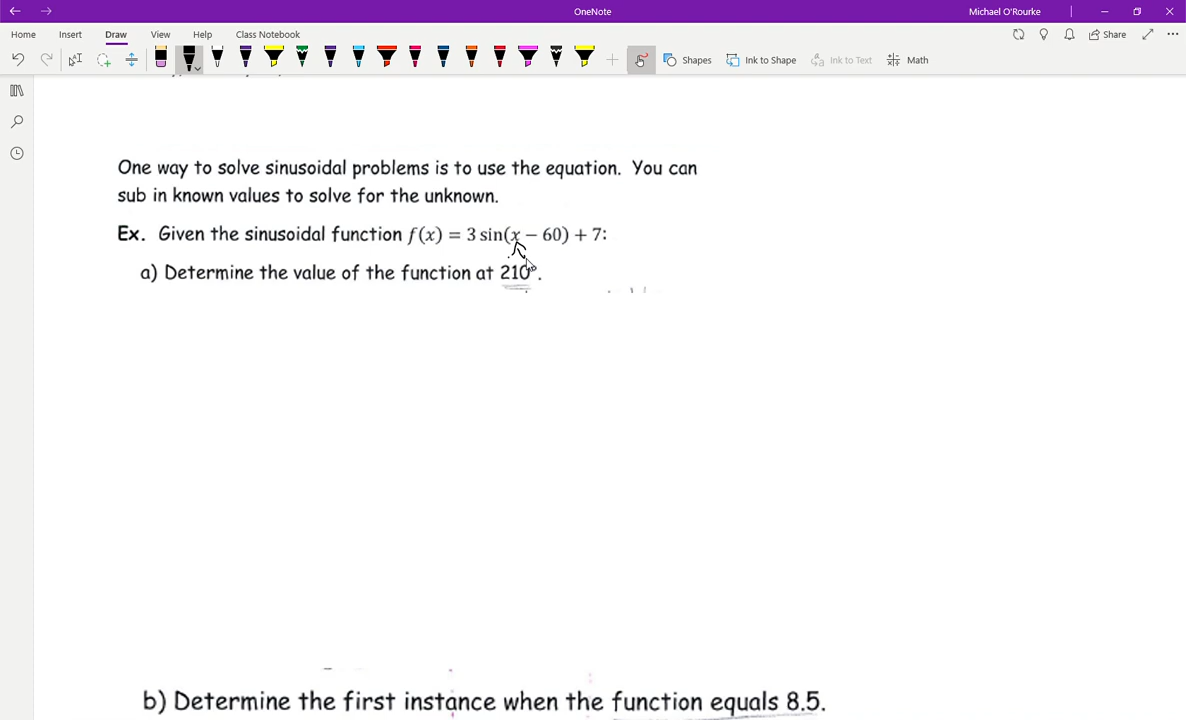 OneNote
Michael O'Rourke
Home Insert Draw View Help Class Notebook
Share
Shapes Ink to Shape Ink to Text Math
One way to solve sinusoidal problems is to use the equation. You can
sub in known values to solve for the unknown.
Ex. Given the sinusoidal function f(x) = 3 sin(x − 60) + 7:
a) Determine the value of the function at 210°.
b) Determine the first instance when the function equals 8.5.